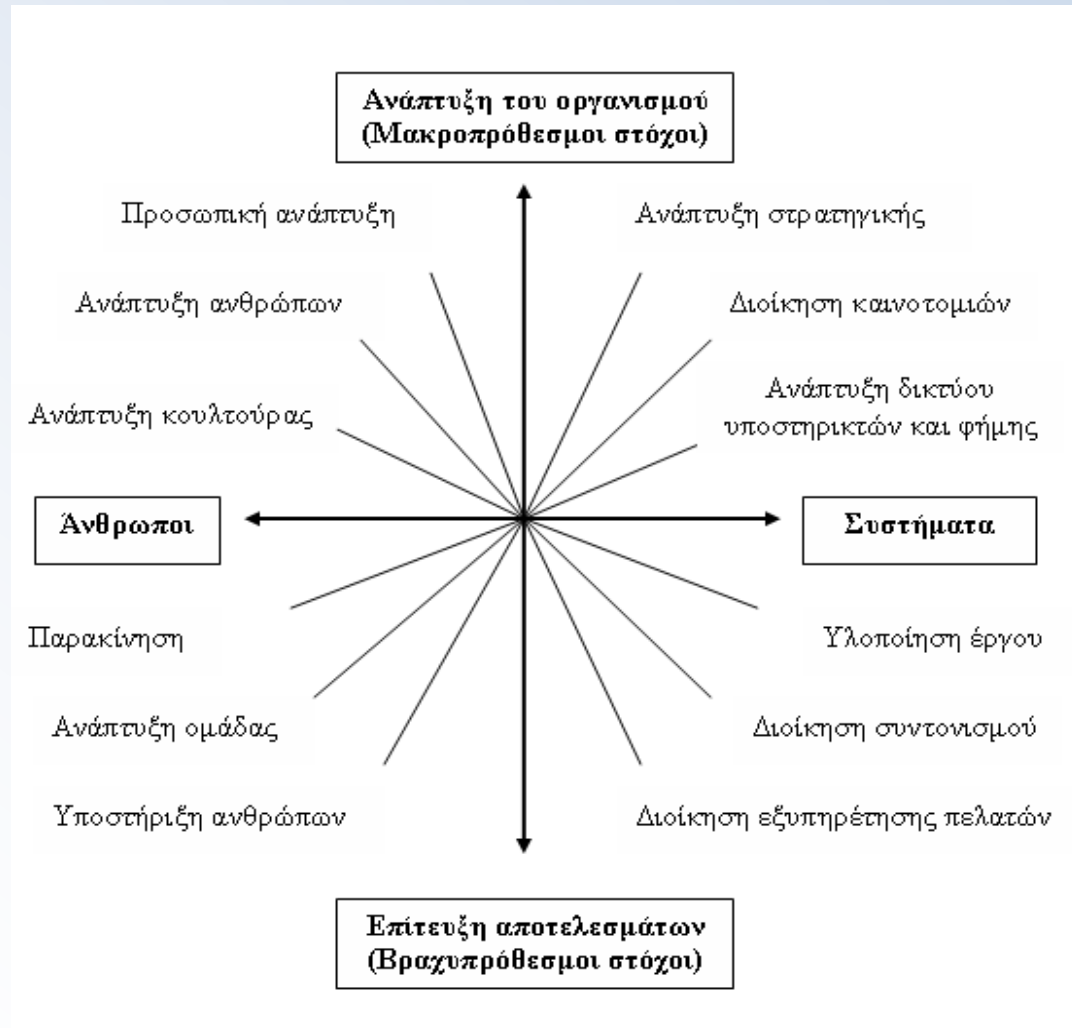 Ανάπτυξη του οργανισμού
(Μακροπρόθεσμοι στόχοι)
Προσωπική ανάπτυξη
Ανάπτυξη στρατηγικής
Ανάπτυξη ανθρώπων
Διοίκηση καινοτομιών
Ανάπτυξη κουλτούρας
Ανάπτυξη δικτύου
υποστηρικτών και φήμης
Άνθρωποι
Συστήματα
Παρακίνηση
Υλοποίηση έργου
Ανάπτυξη ομάδας
Διοίκηση συντονισμού
Υποστήριξη ανθρώπων
Διοίκηση εξυπηρέτησης πελατών
Επίτευξη αποτελεσμάτων
(Βραχυπρόθεσμοι στόχοι)